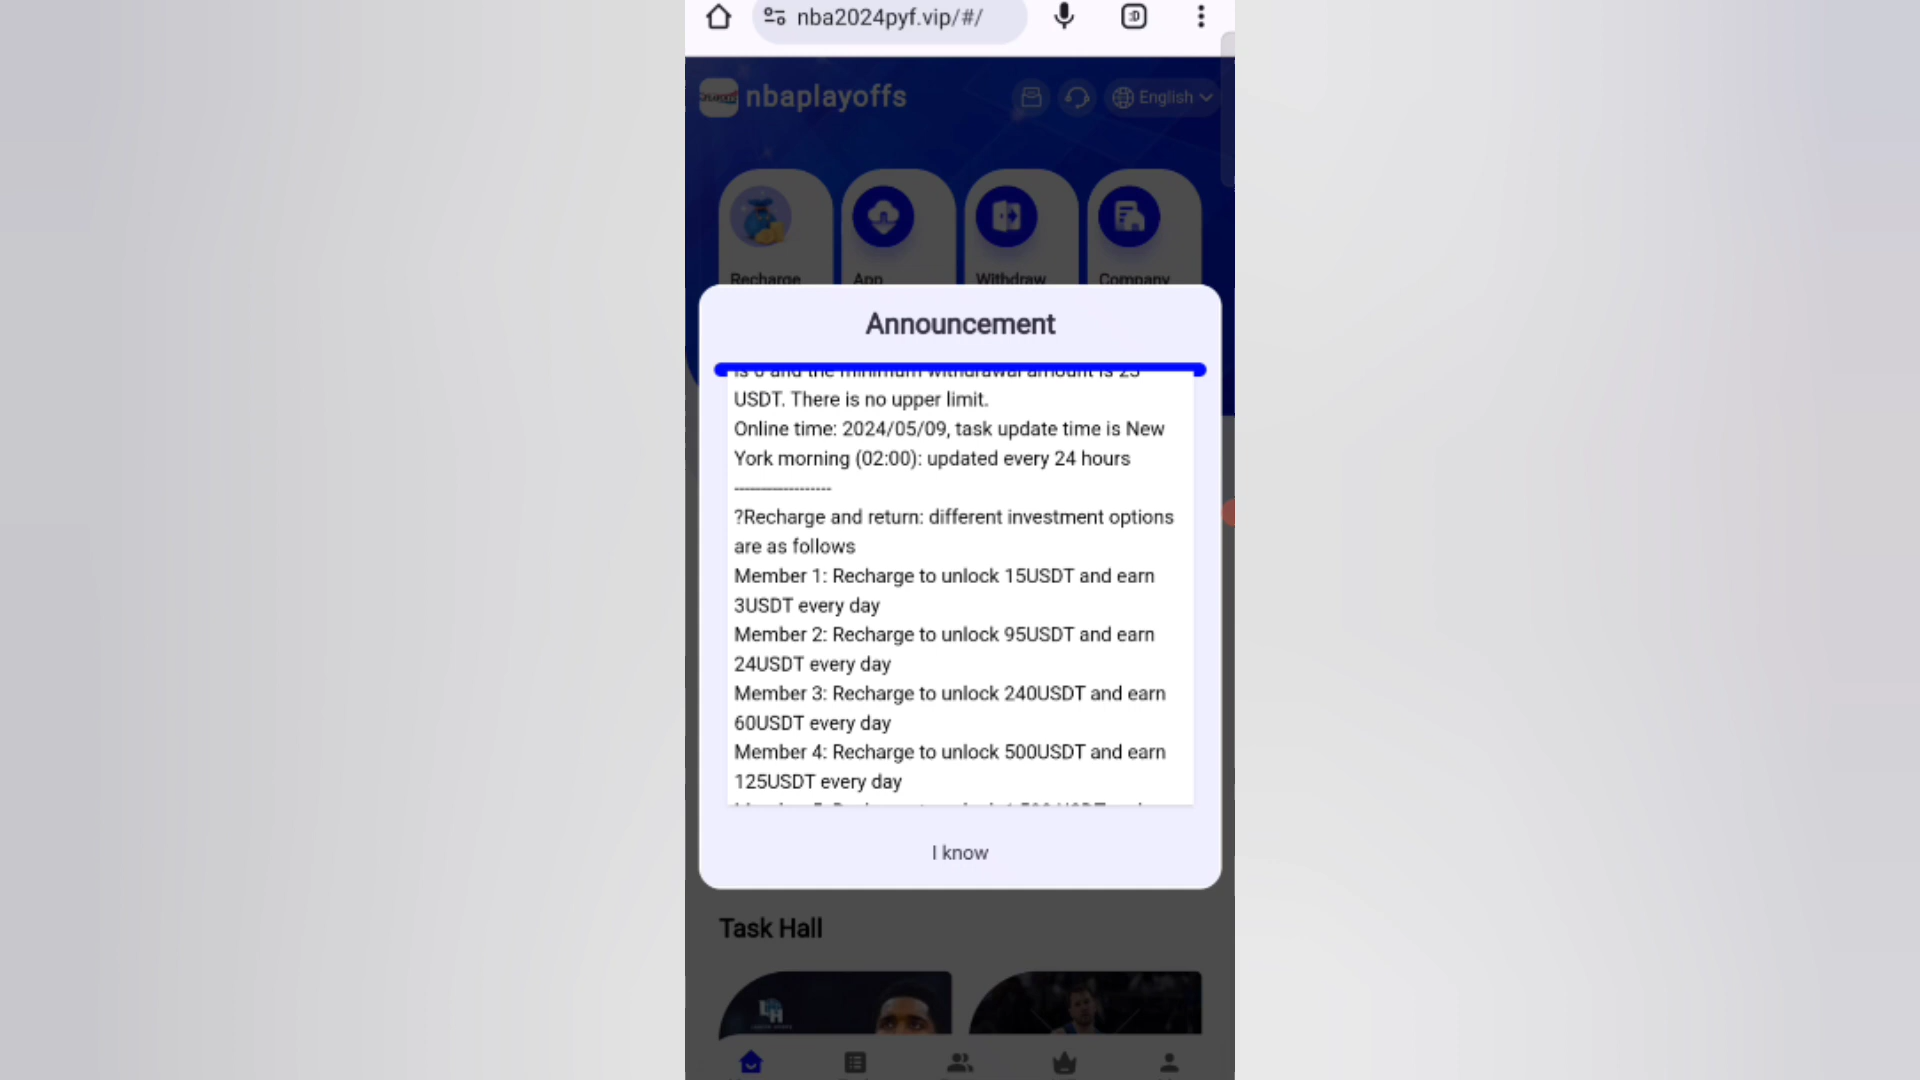 nba2024pyf.vip/#/
nbaplayoffs
English
Recharge
App
Withdraw
Company
Announcement
is 0 and the minimum withdrawal amount is 25
USDT. There is no upper limit.
Online time: 2024/05/09, task update time is New
York morning (02:00): updated every 24 hours
-------------------
?Recharge and return: different investment options
are as follows
Member 1: Recharge to unlock 15USDT and earn
3USDT every day
Member 2: Recharge to unlock 95USDT and earn
24USDT every day
Member 3: Recharge to unlock 240USDT and earn
60USDT every day
Member 4: Recharge to unlock 500USDT and earn
125USDT every day
I know
Task Hall
LH